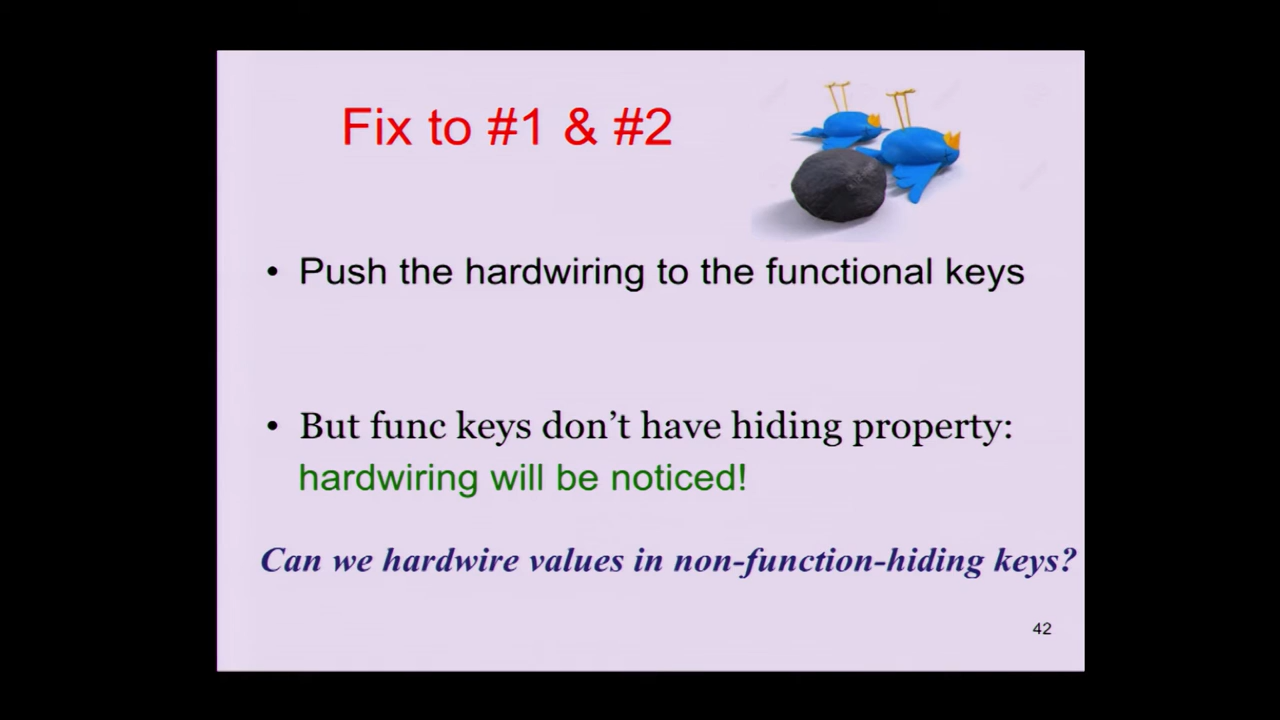 Fix to #1 & #2
• Push the hardwiring to the functional keys
• But func keys don't have hiding property:
hardwiring will be noticed!
Can we hardwire values in non-function-hiding keys?
42